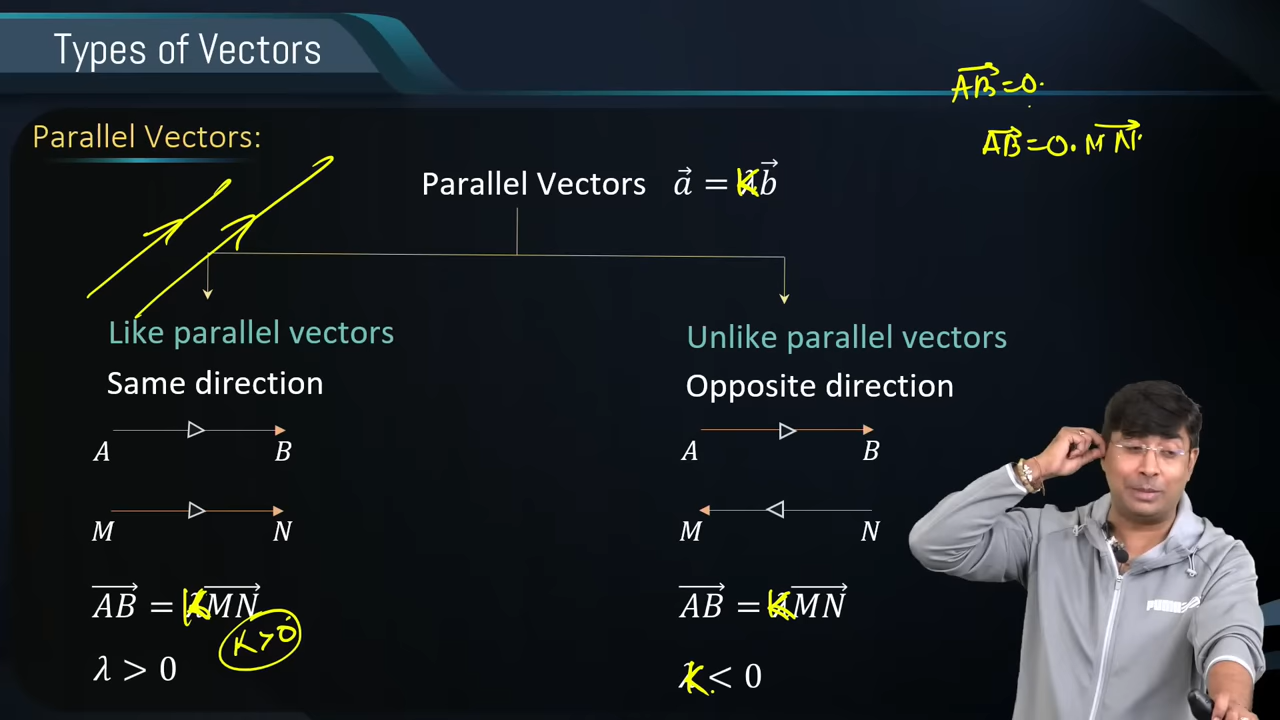 Types of Vectors
AB = 0.
AB = 0. MN
Parallel Vectors:
Parallel Vectors a⃗ = K b⃗
Like parallel vectors
Unlike parallel vectors
Same direction
Opposite direction
A B
A B
M N
M N
AB = K MN
AB = K MN
K > 0
λ > 0
K < 0
PUMA